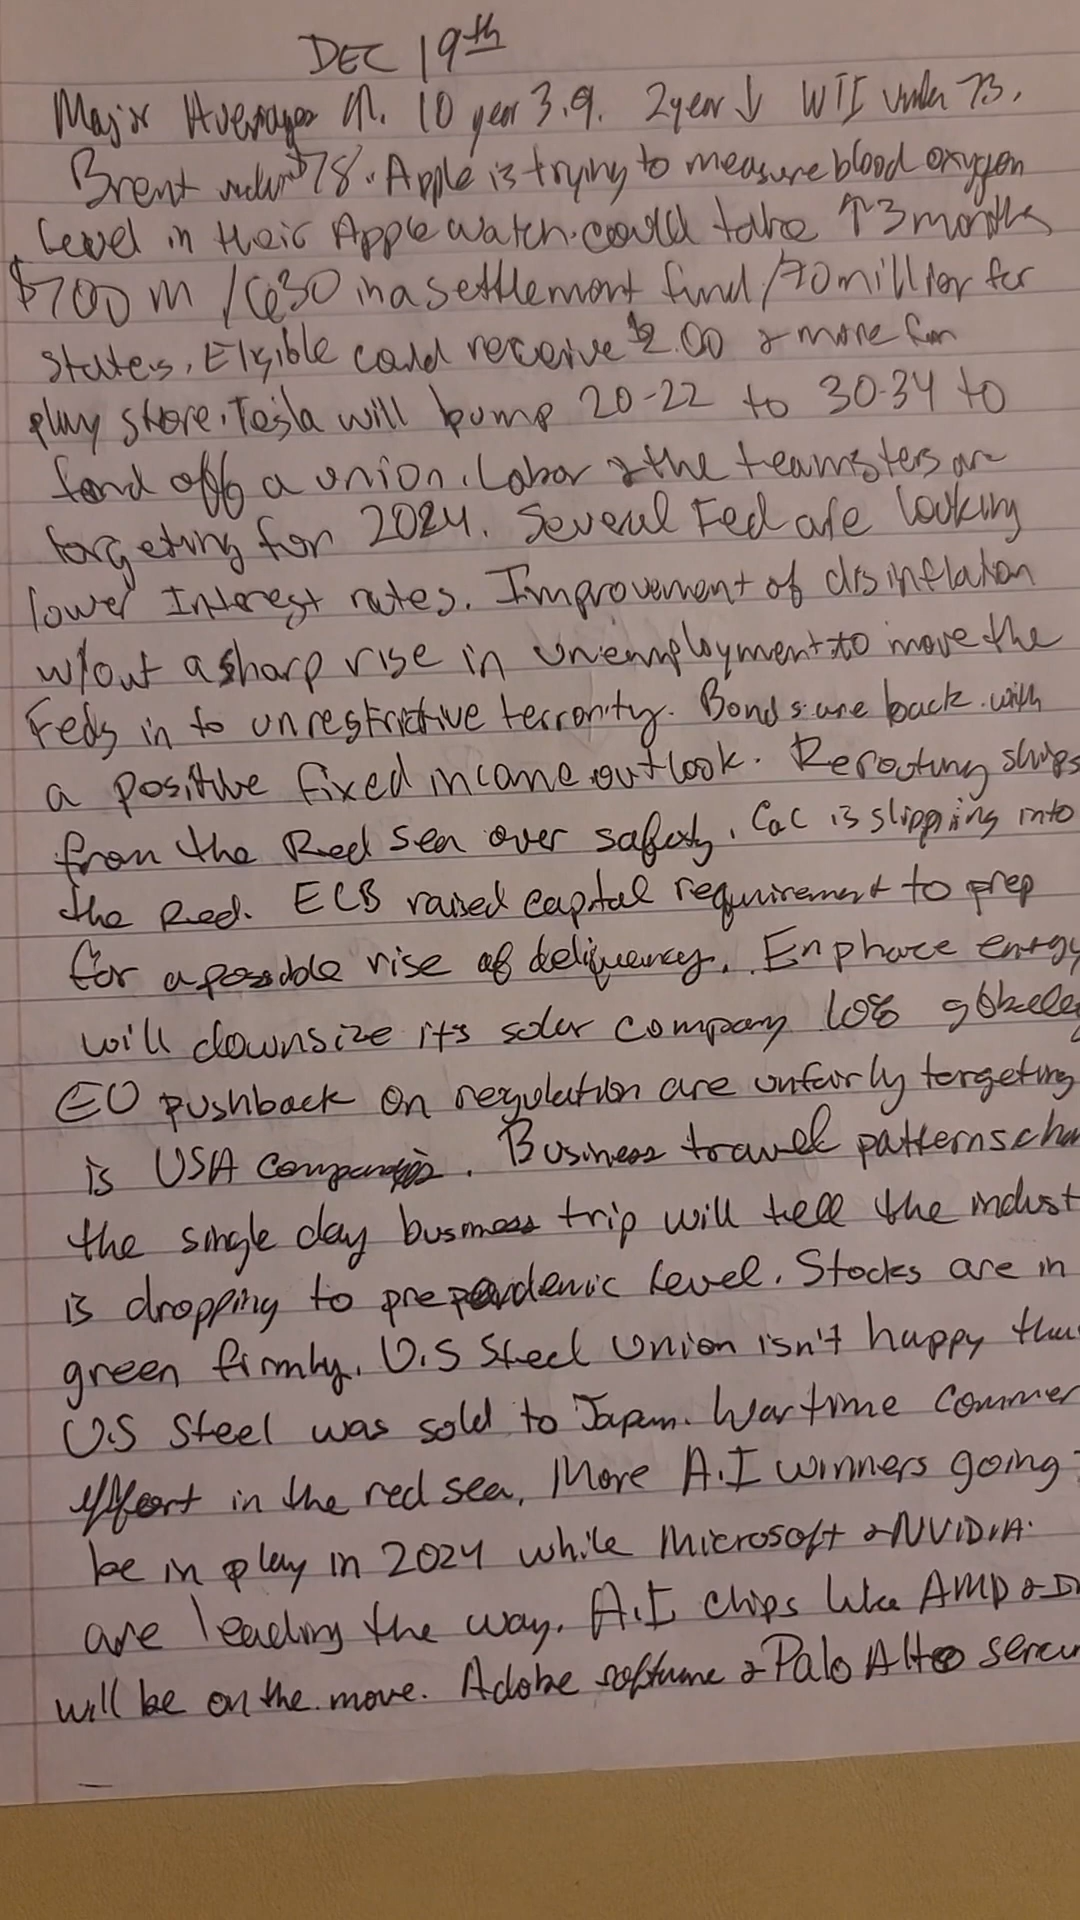 DEC 19th
Major Averages 10 year 3.9. 2year ↓ WTI under 73.
Brent under $78. Apple is trying to measure blood oxygen
level in their Apple watch. could take ↑3 months
$700 m /630 in a settlement fund /70 million for
states. Eligible could receive $2.00 & more for
play store. Tesla will bump 20-22 to 30-34 to
fend off a union. Labor & the teamsters are
targeting for 2024. Several Fed are looking
lower Interest rates. Improvement of disinflation
w/out a sharp rise in unemployment to move the
Feds in to unrestrictive terrority. Bonds are back with
a positive fixed income outlook. Rerouting ships
from the Red sea over safety. CoC is slipping into
the Red. ECB raised capital requirement to prep
for a possible rise of deliquency. Enphace energy
will downsize it's solar company 10% globally
EU pushback on regulation are unfairly targeting
is USA companies. Business travel patterns cha
the single day business trip will tell the indust
is dropping to prepandemic level. Stocks are in
green firmly. U.S Steel Union isn't happy that
U.S Steel was sold to Japan. Wartime commer
effort in the red sea. More A.I winners going
be in play in 2024 while Microsoft & NVIDIA
are leading the way. A.I chips like AMD &
will be on the move. Adobe software & Palo Alto secur